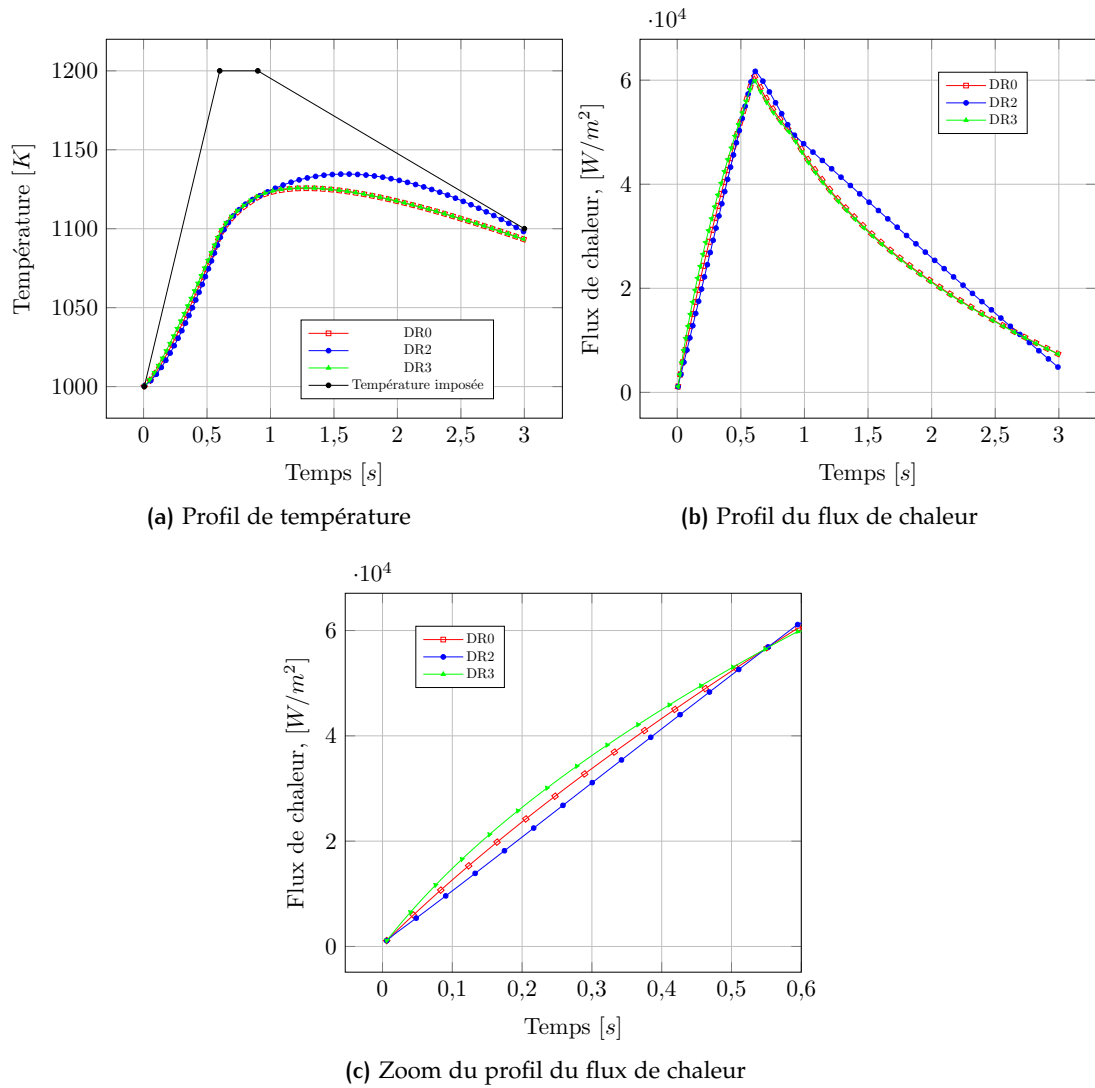 1200
1150
1100
1050
1000
Température [K]
DR0
DR2
DR3
Température imposée
0 0,5 1 1,5 2 2,5 3
Temps [s]
(a) Profil de température
·10⁴
6
4
2
0
Flux de chaleur, [W/m²]
DR0
DR2
DR3
0 0,5 1 1,5 2 2,5 3
Temps [s]
(b) Profil du flux de chaleur
·10⁴
6
4
2
0
Flux de chaleur, [W/m²]
DR0
DR2
DR3
0 0,1 0,2 0,3 0,4 0,5 0,6
Temps [s]
(c) Zoom du profil du flux de chaleur